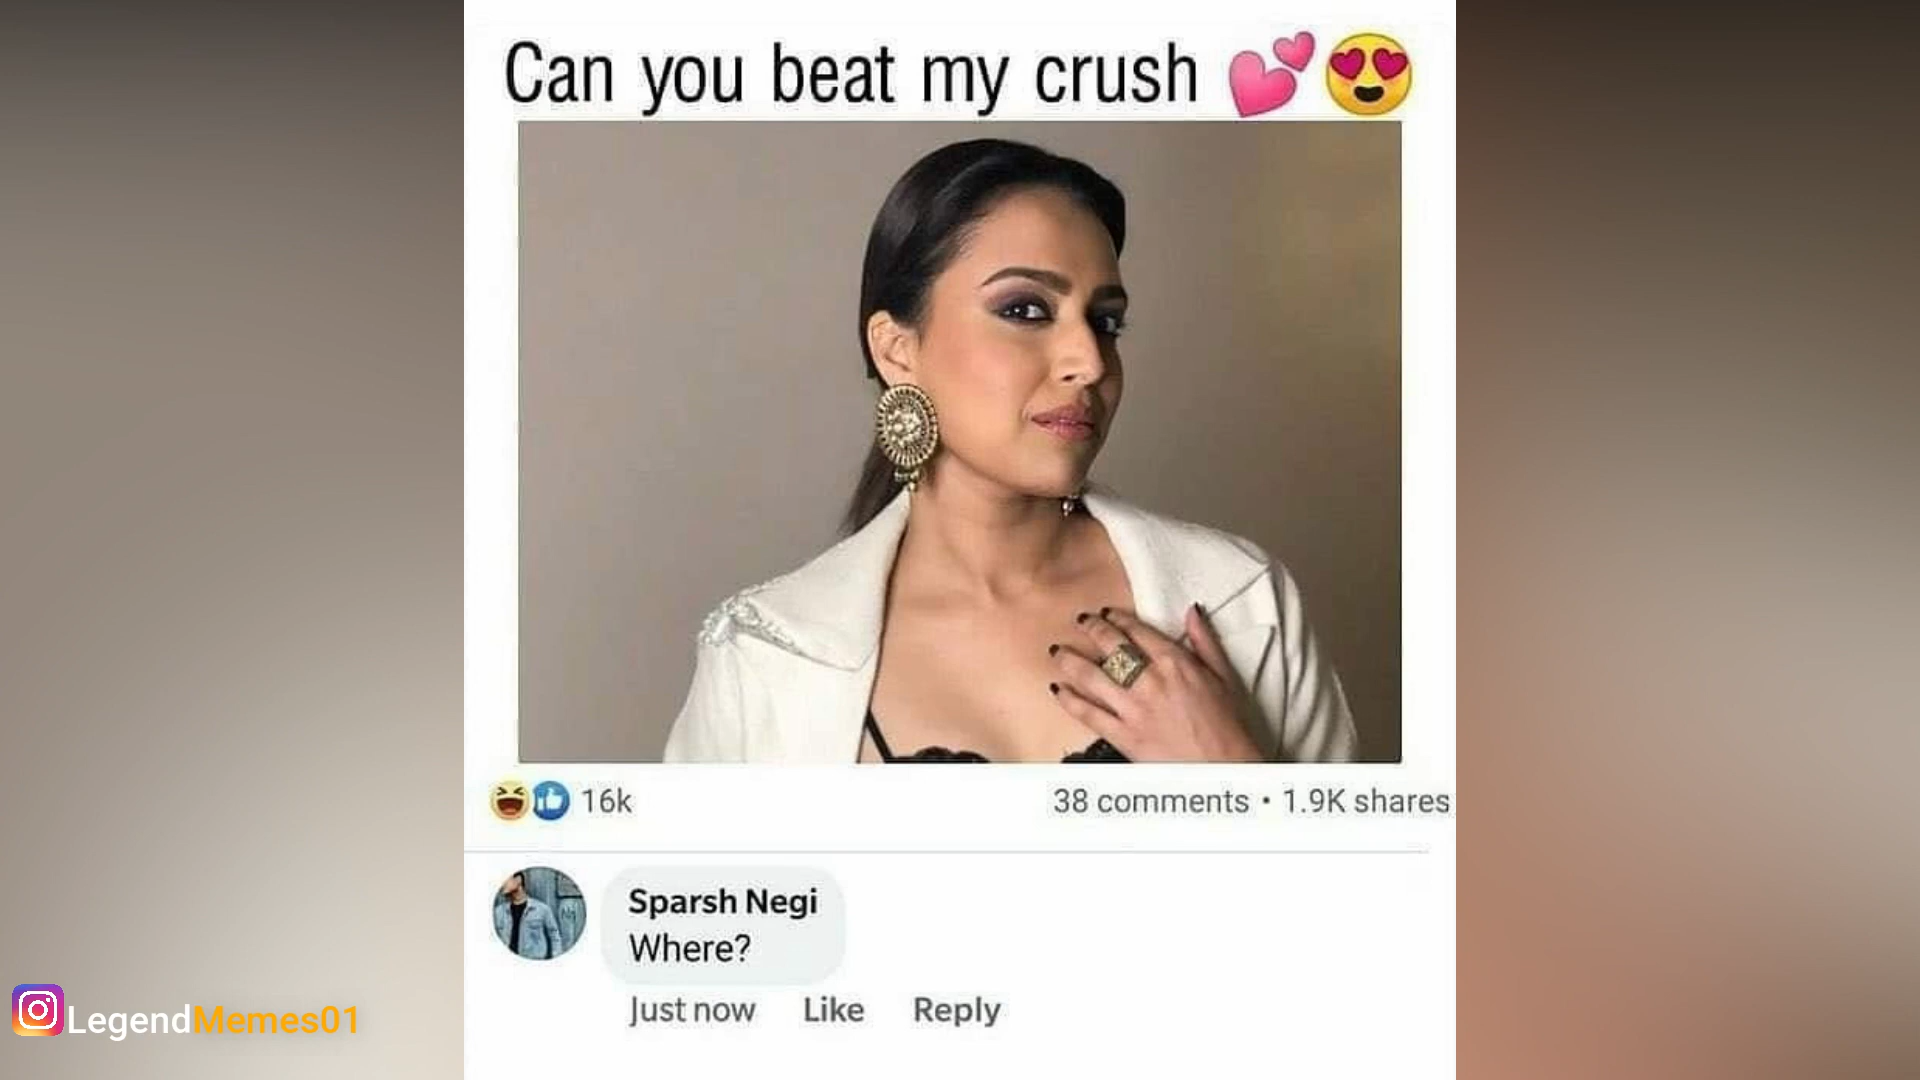 Can you beat my crush 💕😍
16k
38 comments • 1.9K shares
Sparsh Negi
Where?
Just now Like Reply
LegendMemes01